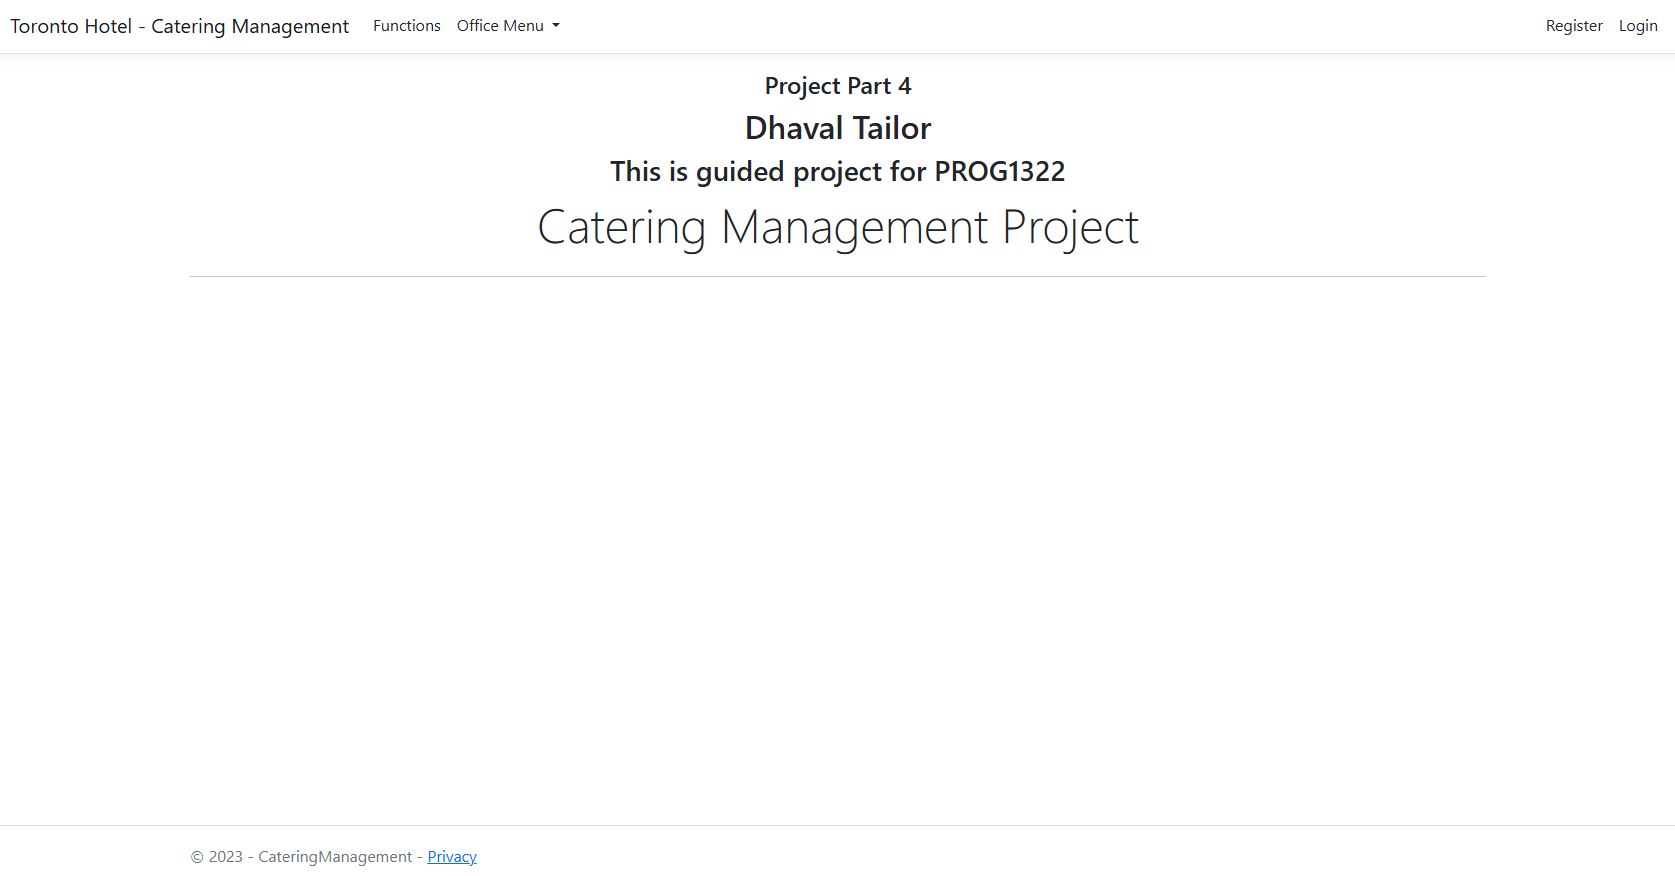 Toronto Hotel - Catering Management Functions Office Menu Register Login
Project Part 4
Dhaval Tailor
This is guided project for PROG1322
Catering Management Project
© 2023 - CateringManagement - Privacy